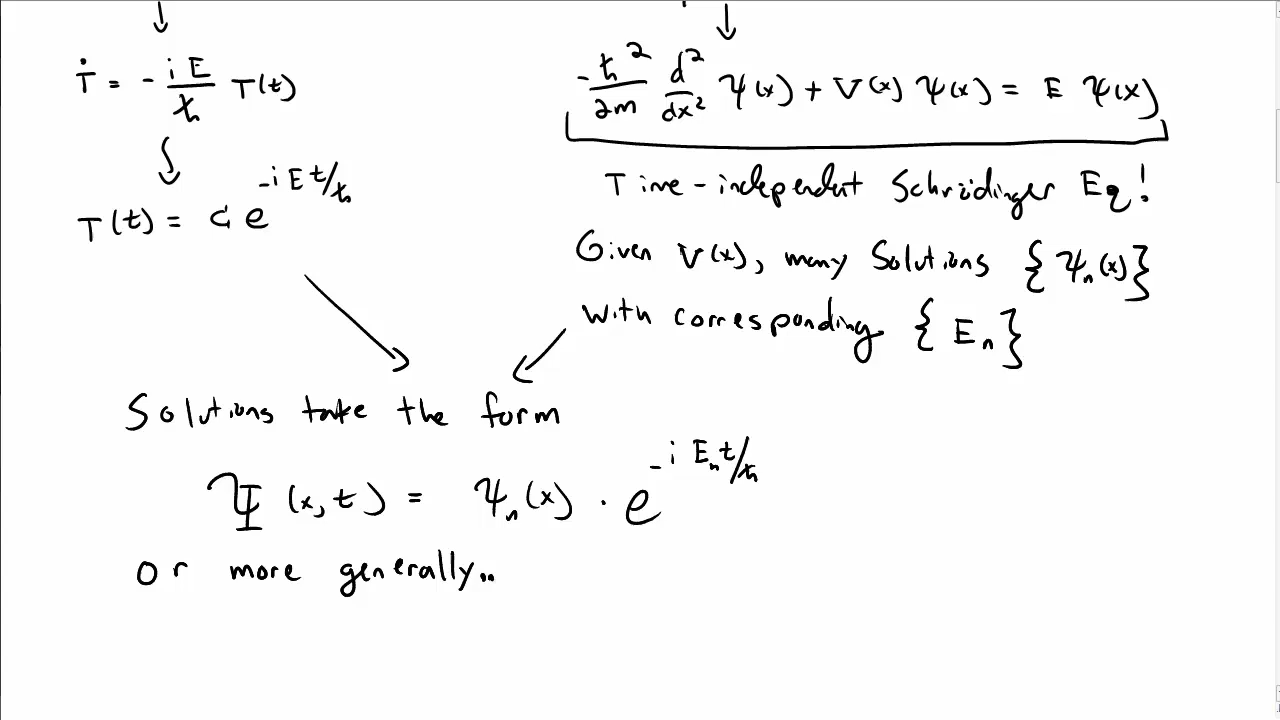 Ṫ = - iE/ħ T(t)
T(t) = C e^{-iEt/ħ}
-ħ²/2m d²/dx² ψ(x) + V(x) ψ(x) = E ψ(x)
Time-independent Schrödinger Eq!
Given V(x), many Solutions {ψₙ(x)}
with corresponding {Eₙ}
Solutions take the form
Ψ(x,t) = ψₙ(x) · e^{-iEₙt/ħ}
or more generally..